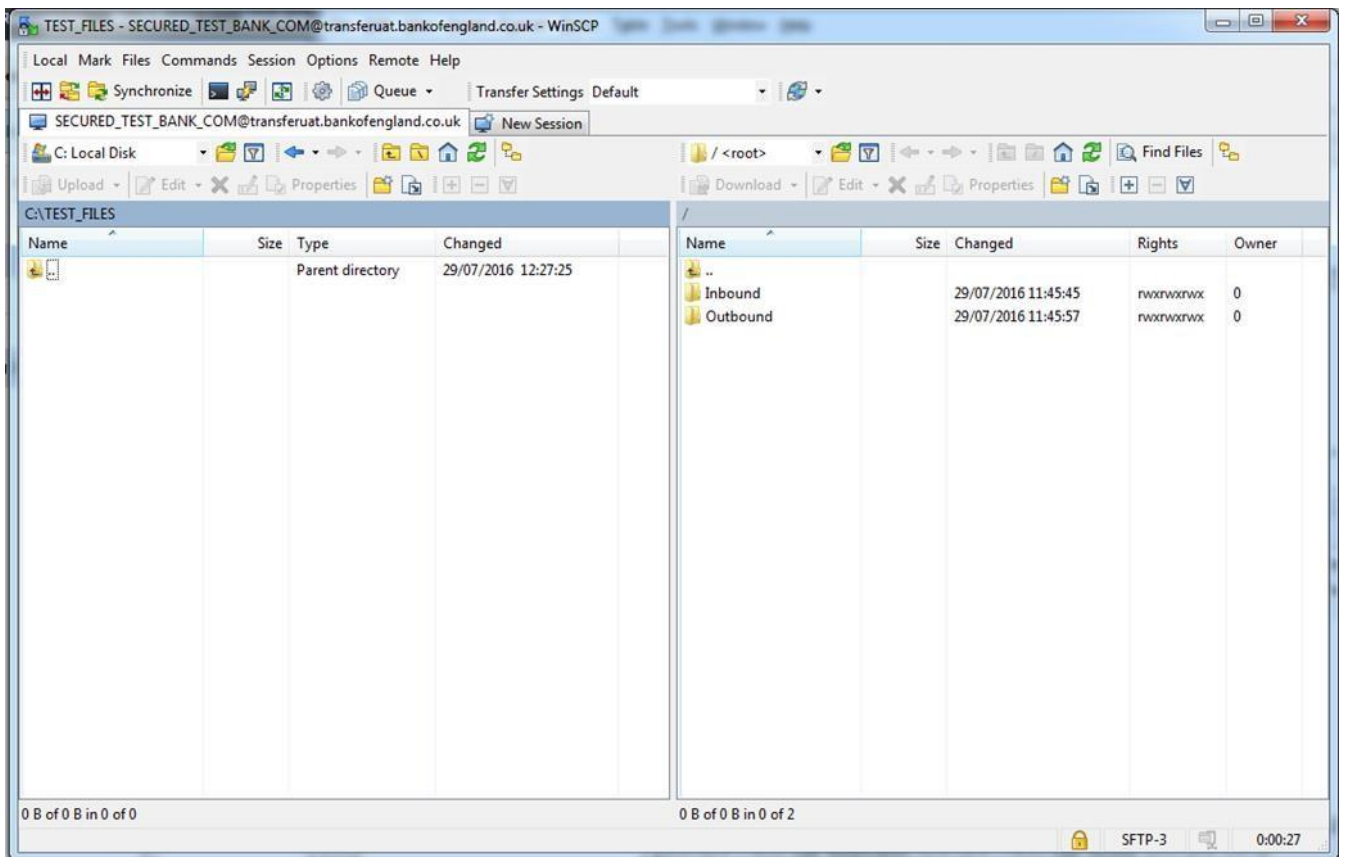 TEST_FILES - SECURED_TEST_BANK_COM@transferuat.bankofengland.co.uk - WinSCP
Local Mark Files Commands Session Options Remote Help
Synchronize Queue Transfer Settings Default
SECURED_TEST_BANK_COM@transferuat.bankofengland.co.uk New Session
C: Local Disk / <root> Find Files
Upload Edit Properties Download Edit Properties
C:\TEST_FILES /
Name Size Type Changed Name Size Changed Rights Owner
.. Parent directory 29/07/2016 12:27:25 ..
Inbound 29/07/2016 11:45:45 rwxrwxrwx 0
Outbound 29/07/2016 11:45:57 rwxrwxrwx 0
0 B of 0 B in 0 of 0 0 B of 0 B in 0 of 2
SFTP-3 0:00:27